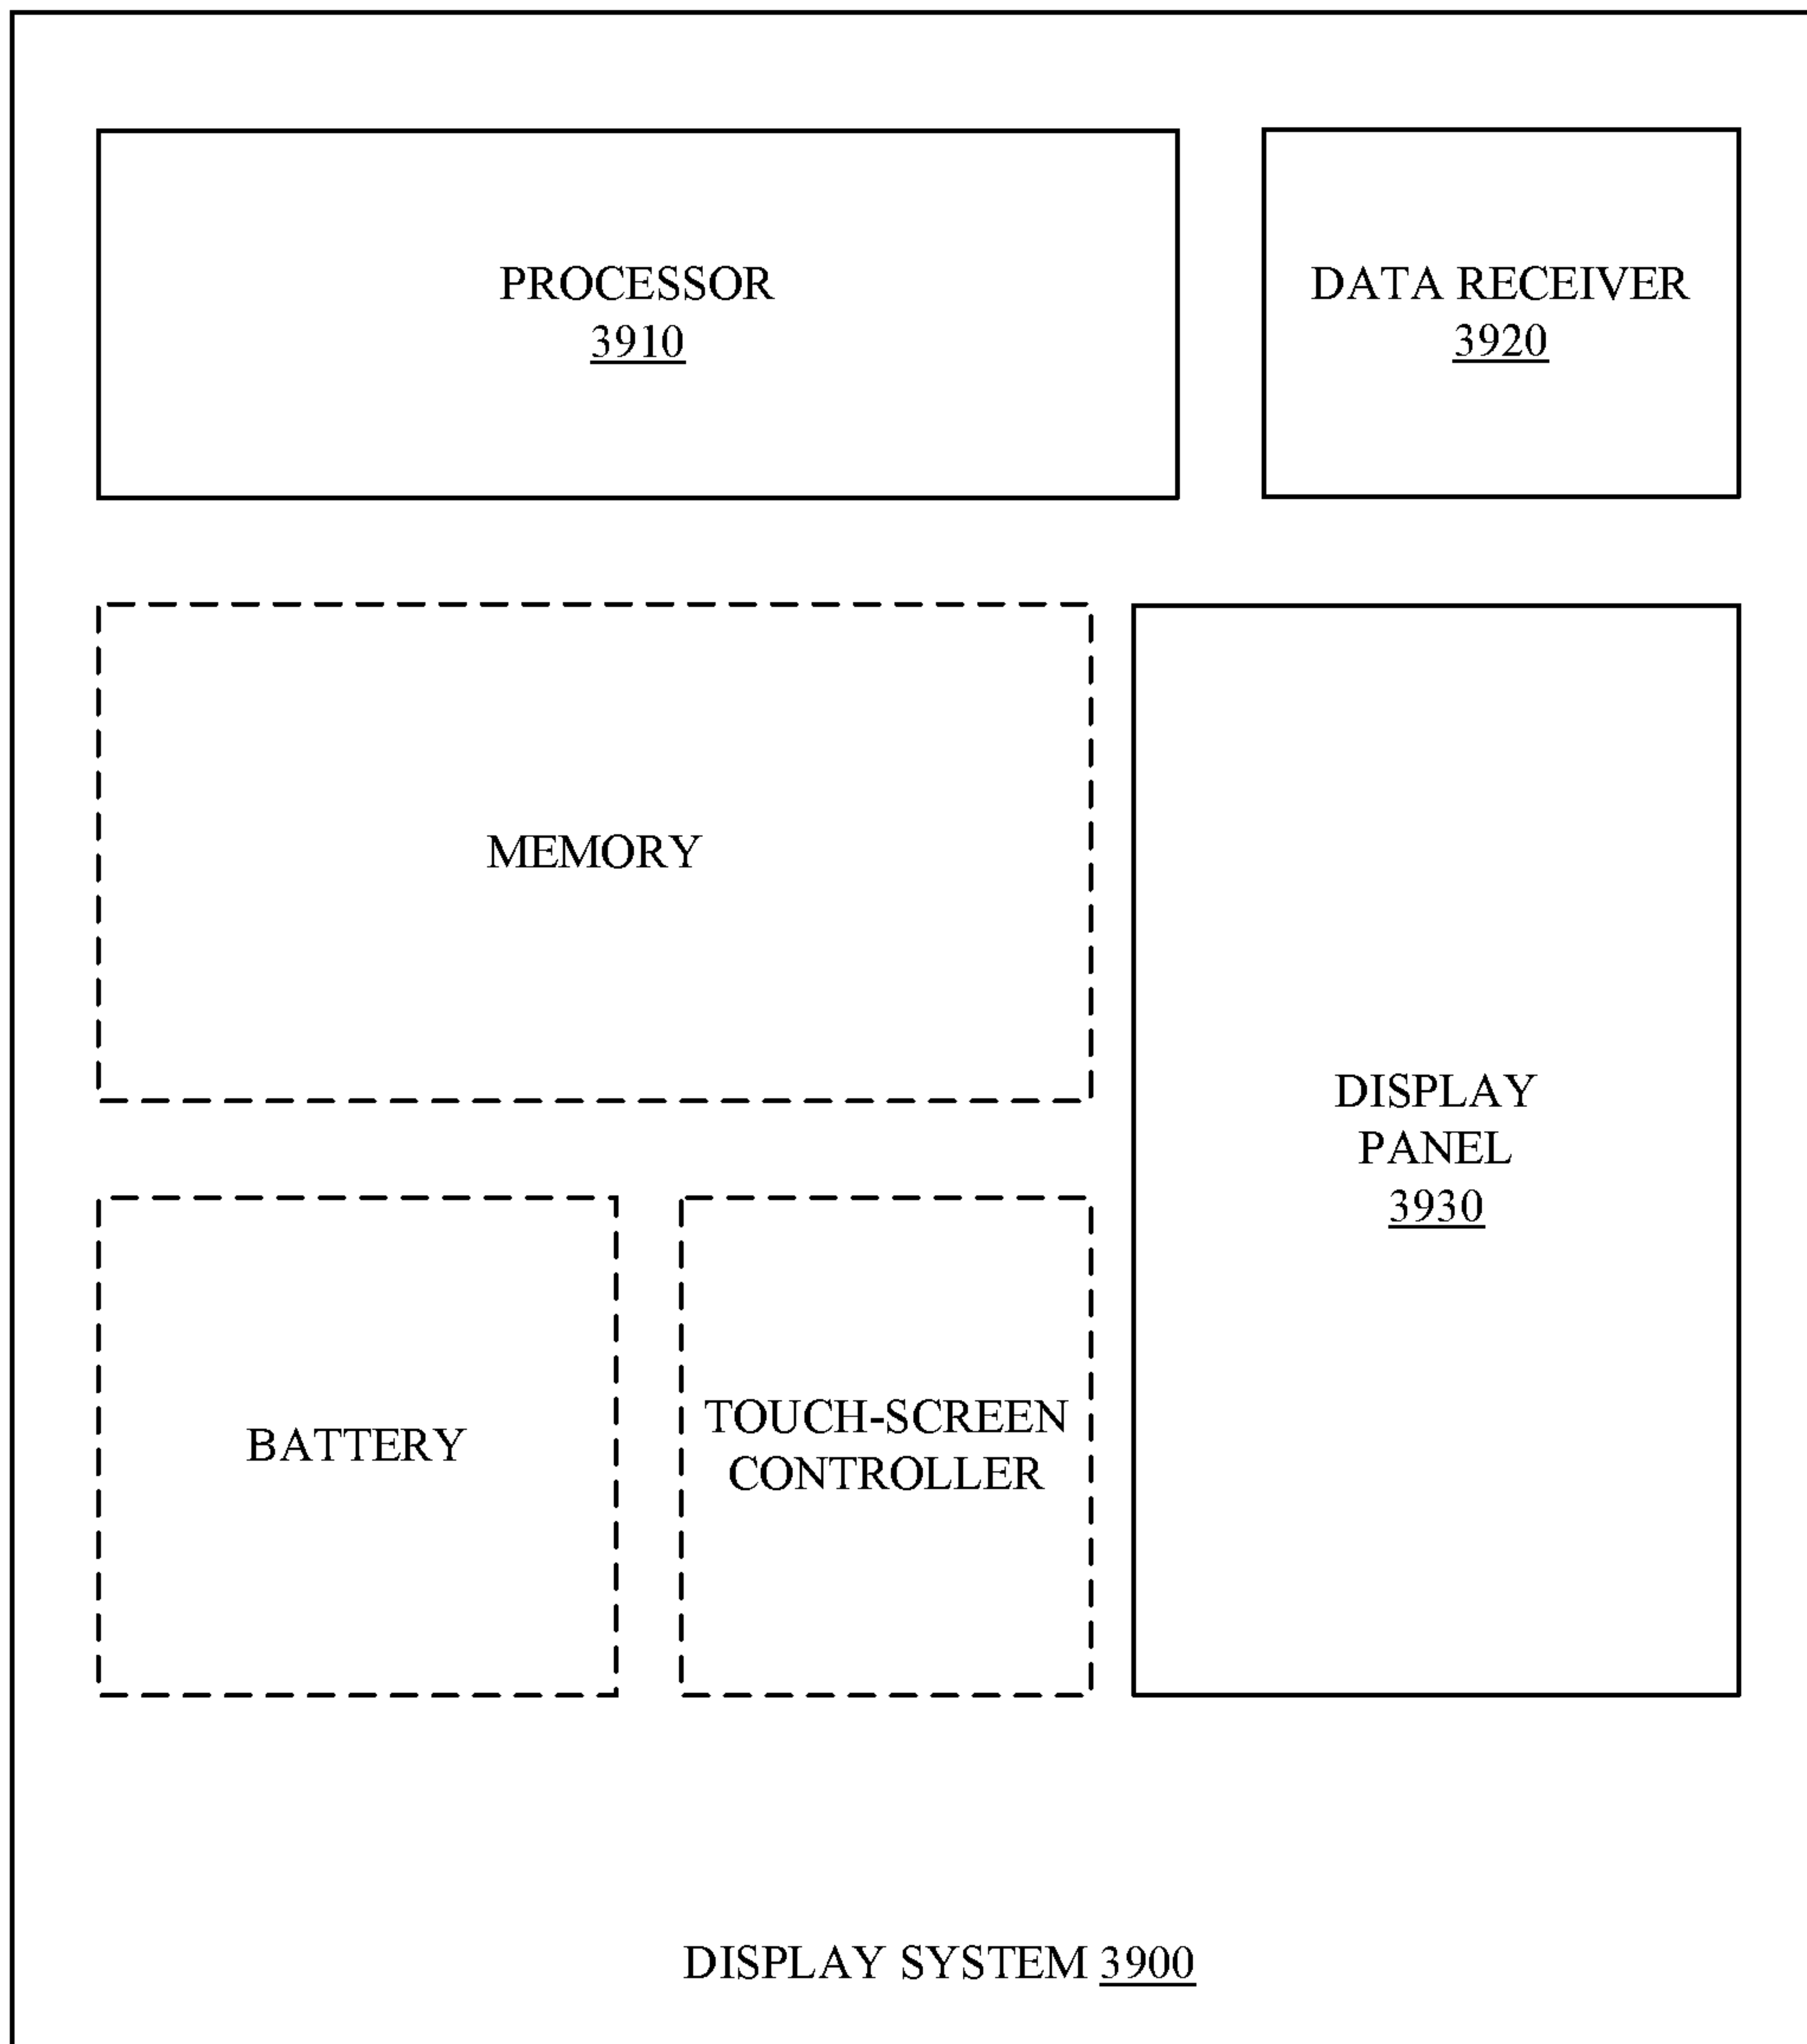 PROCESSOR
3910
DATA RECEIVER
3920
MEMORY
DISPLAY
PANEL
3930
BATTERY
TOUCH-SCREEN
CONTROLLER
DISPLAY SYSTEM 3900